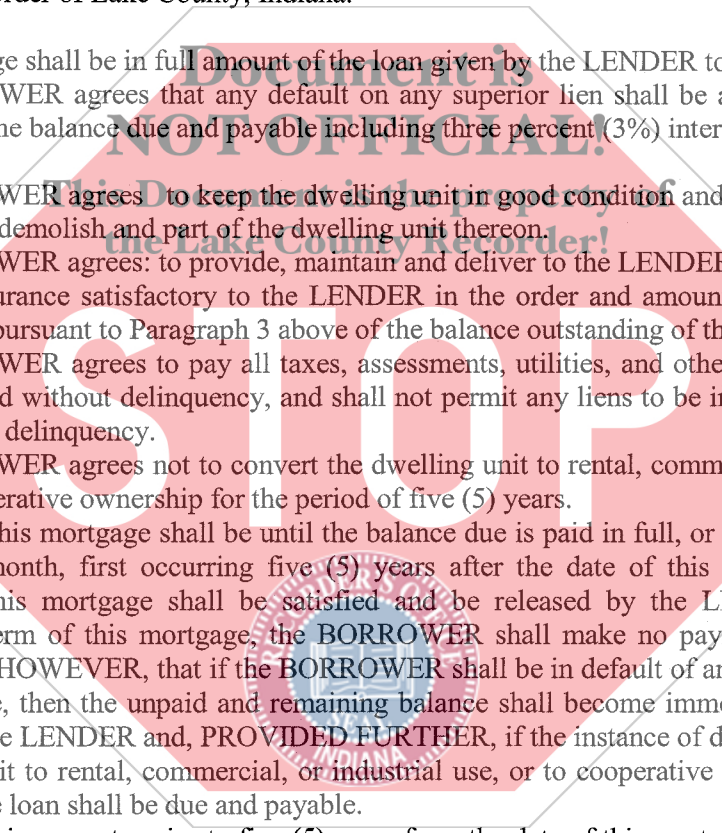 order of Lake County, Indiana.
ge shall be in full amount of the loan given by the LENDER to
WER agrees that any default on any superior lien shall be a
he balance due and payable including three percent (3%) inter
WER agrees to keep the dwelling unit in good condition and
demolish and part of the dwelling unit thereon.
WER agrees: to provide, maintain and deliver to the LENDER
urance satisfactory to the LENDER in the order and amoun
pursuant to Paragraph 3 above of the balance outstanding of th
WER agrees to pay all taxes, assessments, utilities, and othe
d without delinquency, and shall not permit any liens to be in
delinquency.
WER agrees not to convert the dwelling unit to rental, comm
erative ownership for the period of five (5) years.
his mortgage shall be until the balance due is paid in full, or
month, first occurring five (5) years after the date of this
his mortgage shall be satisfied and be released by the L
erm of this mortgage, the BORROWER shall make no pay
HOWEVER, that if the BORROWER shall be in default of an
e, then the unpaid and remaining balance shall become imme
e LENDER and, PROVIDED FURTHER, if the instance of d
it to rental, commercial, or industrial use, or to cooperative
e loan shall be due and payable.
Document is
NOT OFFICIAL!
This Document is the property of
the Lake County Recorder!
STOP
RECORDER'S OFFICE
SEAL
INDIANA